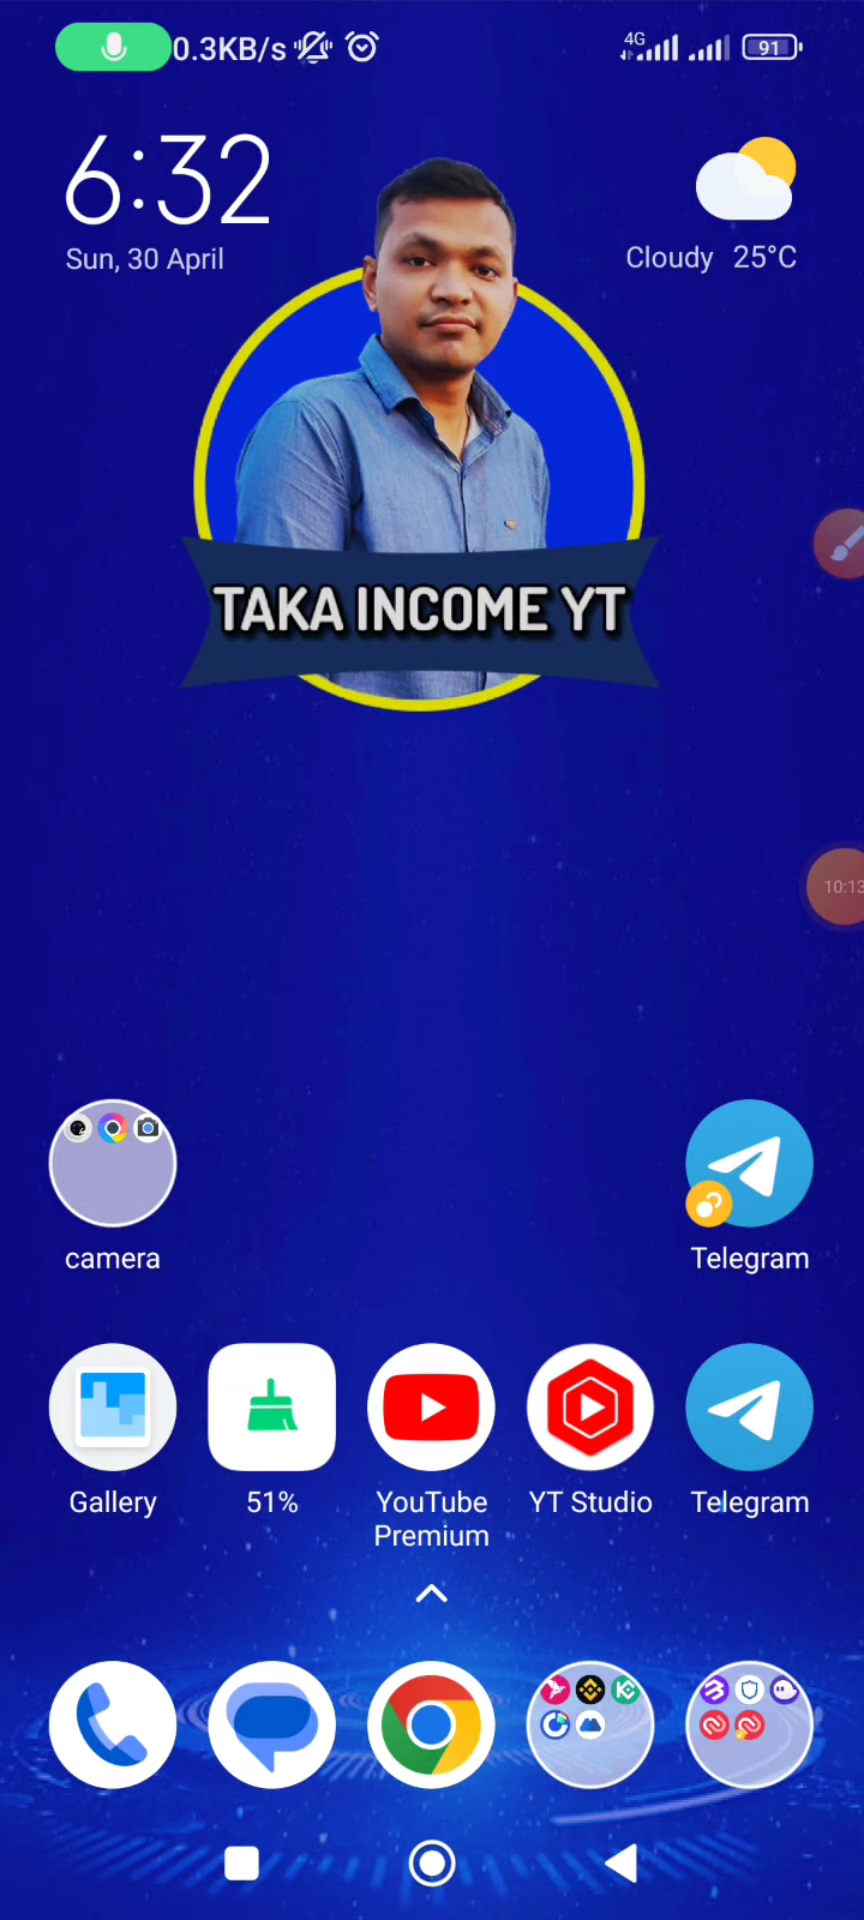 0.3KB/s
4G
91
6:32
Sun, 30 April
Cloudy 25°C
TAKA INCOME YT
10:13
camera
Telegram
Gallery
51%
YouTube
Premium
YT Studio
Telegram